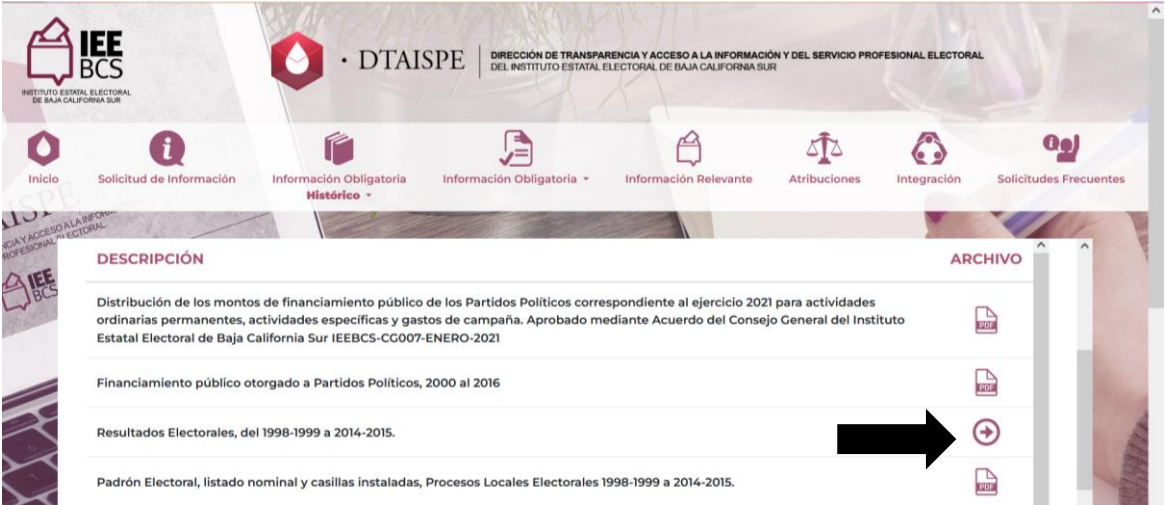 IEE
BCS
INSTITUTO ESTATAL ELECTORAL
DE BAJA CALIFORNIA SUR
· DTAISPE
DIRECCIÓN DE TRANSPARENCIA Y ACCESO A LA INFORMACIÓN Y DEL SERVICIO PROFESIONAL ELECTORAL
DEL INSTITUTO ESTATAL ELECTORAL DE BAJA CALIFORNIA SUR
Inicio
Solicitud de Información
Información Obligatoria
Histórico
Información Obligatoria
Información Relevante
Atribuciones
Integración
Solicitudes Frecuentes
IEE
BCS
DESCRIPCIÓN
ARCHIVO
Distribución de los montos de financiamiento público de los Partidos Políticos correspondiente al ejercicio 2021 para actividades
ordinarias permanentes, actividades específicas y gastos de campaña. Aprobado mediante Acuerdo del Consejo General del Instituto
Estatal Electoral de Baja California Sur IEEBCS-CG007-ENERO-2021
PDF
Financiamiento público otorgado a Partidos Políticos, 2000 al 2016
PDF
Resultados Electorales, del 1998-1999 a 2014-2015.
Padrón Electoral, listado nominal y casillas instaladas, Procesos Locales Electorales 1998-1999 a 2014-2015.
PDF